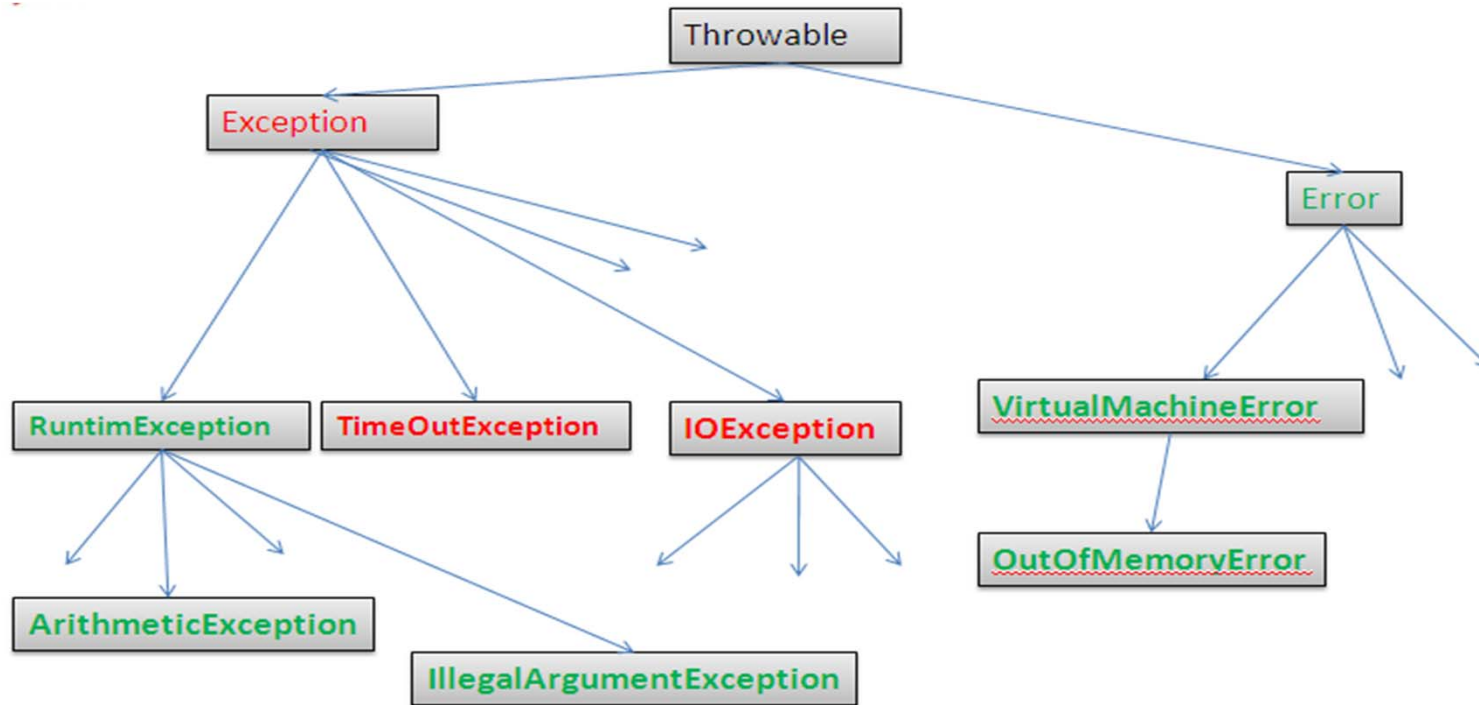 Throwable
Exception
Error
RuntimException
TimeOutException
IOException
VirtualMachineError
OutOfMemoryError
ArithmeticException
IllegalArgumentException